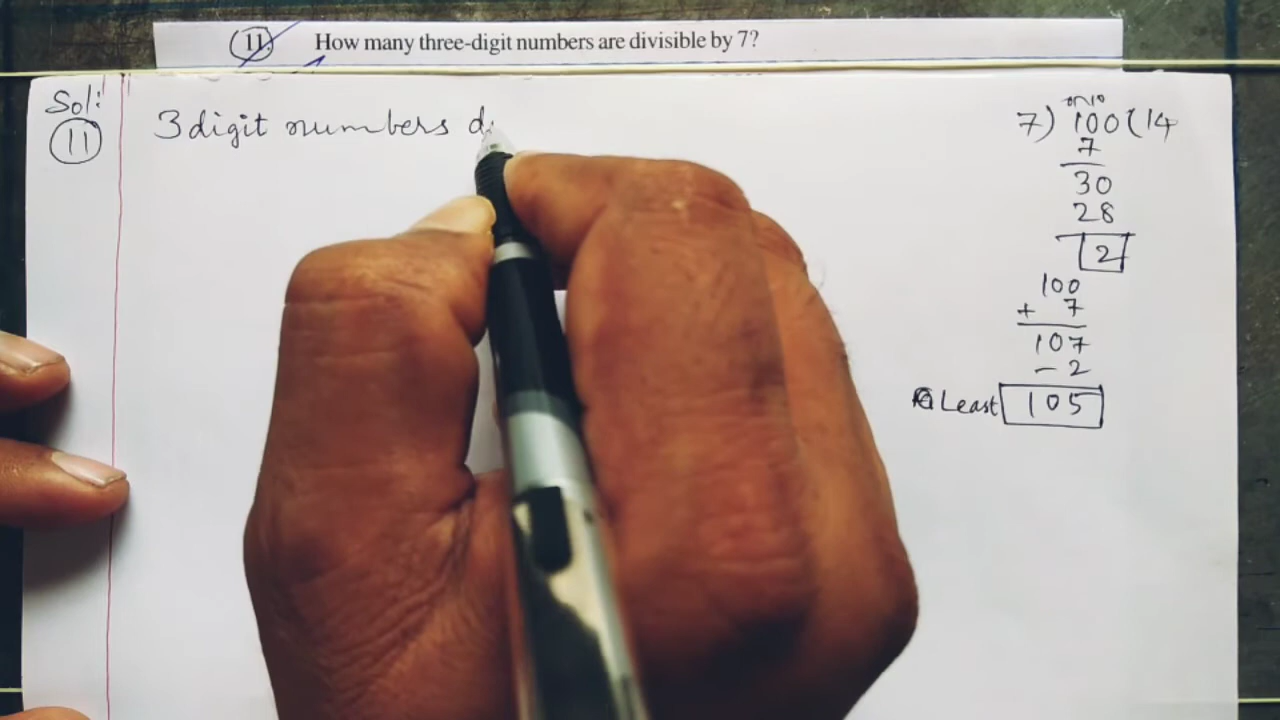 11. How many three-digit numbers are divisible by 7?
Sol:
11
3 digit numbers di
7) 100 (14
7
30
28
2
100
+ 7
107
- 2
Least 105